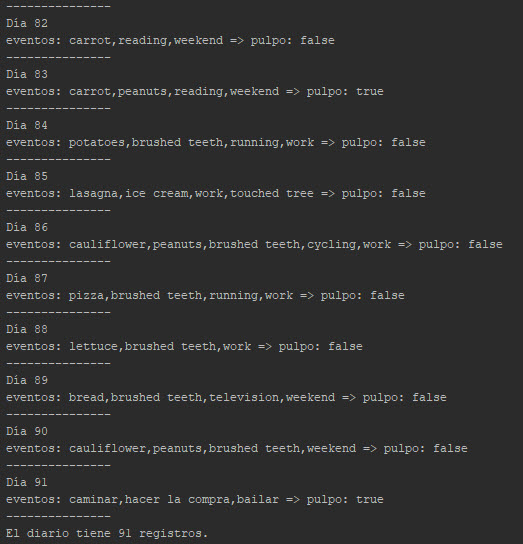 ---------------
Día 82
eventos: carrot,reading,weekend => pulpo: false
---------------
Día 83
eventos: carrot,peanuts,reading,weekend => pulpo: true
---------------
Día 84
eventos: potatoes,brushed teeth,running,work => pulpo: false
---------------
Día 85
eventos: lasagna,ice cream,work,touched tree => pulpo: false
---------------
Día 86
eventos: cauliflower,peanuts,brushed teeth,cycling,work => pulpo: false
---------------
Día 87
eventos: pizza,brushed teeth,running,work => pulpo: false
---------------
Día 88
eventos: lettuce,brushed teeth,work => pulpo: false
---------------
Día 89
eventos: bread,brushed teeth,television,weekend => pulpo: false
---------------
Día 90
eventos: cauliflower,peanuts,brushed teeth,weekend => pulpo: false
---------------
Día 91
eventos: caminar,hacer la compra,bailar => pulpo: true
---------------
El diario tiene 91 registros.